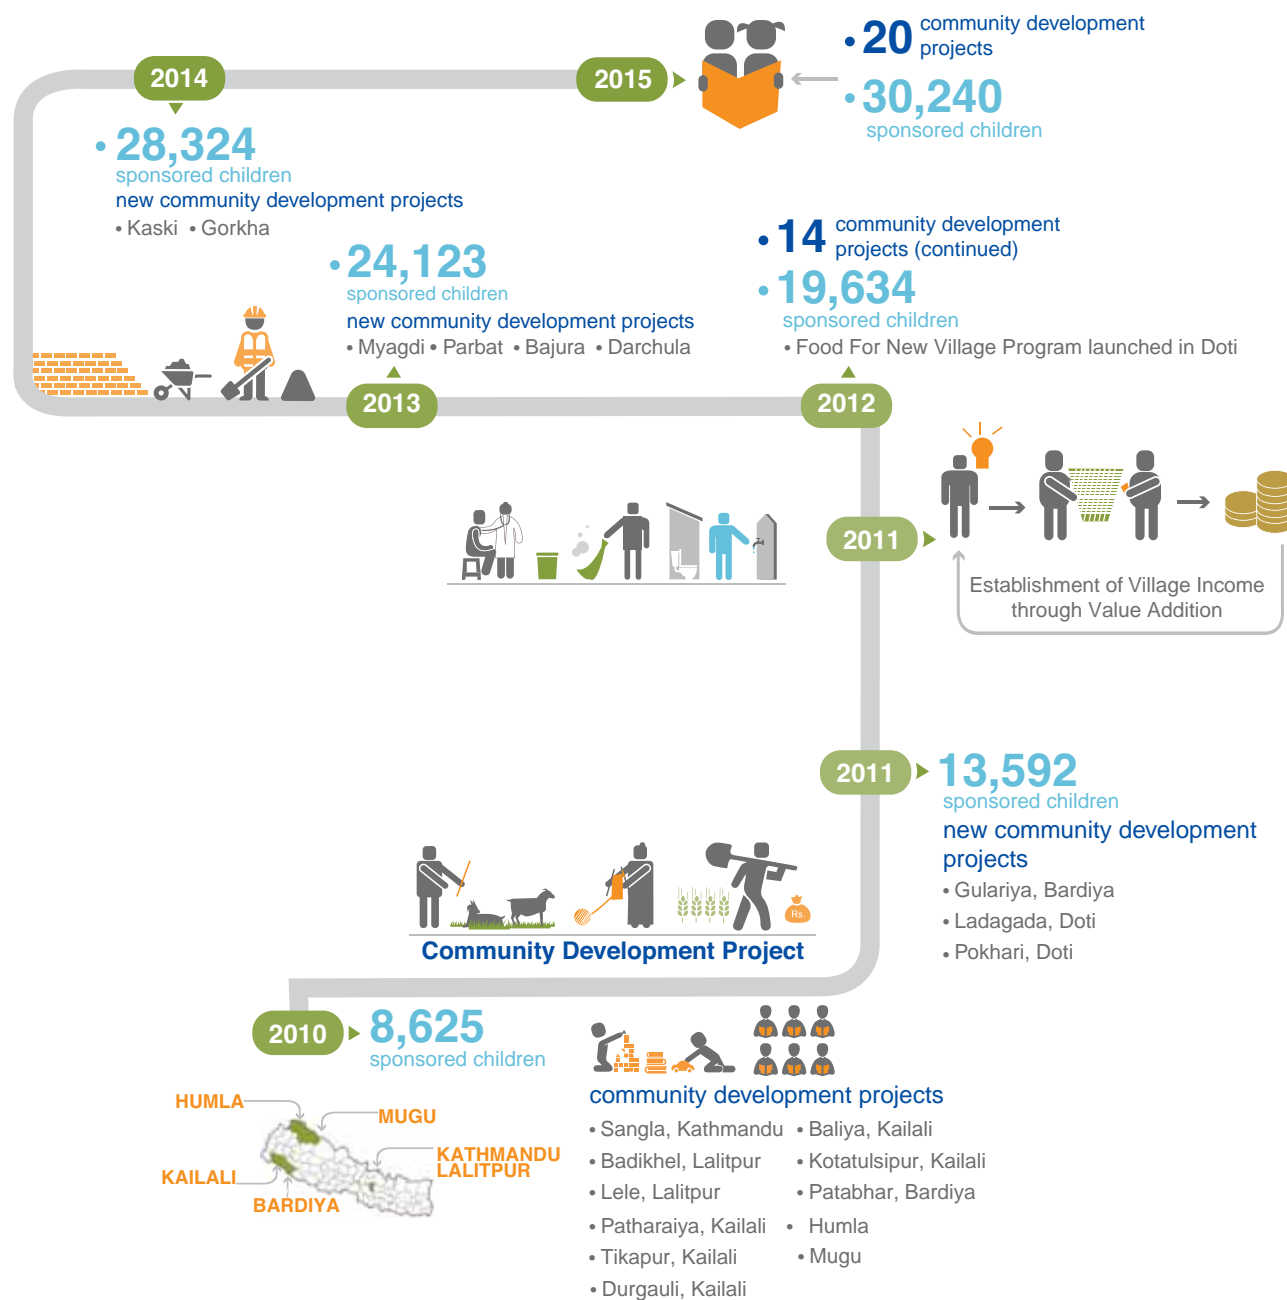 2014
2015
• 20 community development
projects
• 30,240
sponsored children
• 28,324
sponsored children
new community development projects
• Kaski • Gorkha
• 24,123
sponsored children
new community development projects
• Myagdi • Parbat • Bajura • Darchula
2013
• 14 community development
projects (continued)
• 19,634
sponsored children
• Food For New Village Program launched in Doti
2012
2011
Establishment of Village Income
through Value Addition
2011
13,592
sponsored children
new community development
projects
• Gulariya, Bardiya
• Ladagada, Doti
• Pokhari, Doti
Rs.
Community Development Project
2010
8,625
sponsored children
HUMLA
MUGU
KAILALI
KATHMANDU
LALITPUR
BARDIYA
community development projects
• Sangla, Kathmandu
• Badikhel, Lalitpur
• Lele, Lalitpur
• Patharaiya, Kailali
• Tikapur, Kailali
• Durgauli, Kailali
• Baliya, Kailali
• Kotatulsipur, Kailali
• Patabhar, Bardiya
• Humla
• Mugu